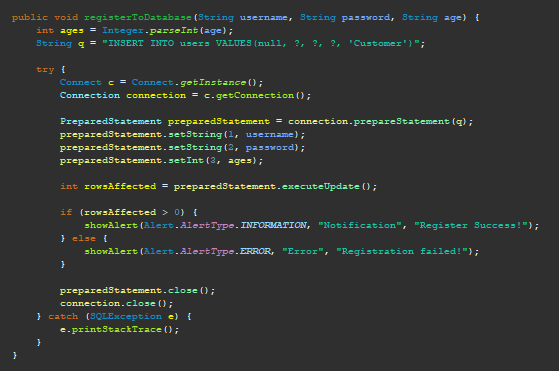 public void registerToDatabase(String username, String password, String age) {
int ages = Integer.parseInt(age);
String q = "INSERT INTO users VALUES(null, ?, ?, ?, 'Customer')";
try {
Connect c = Connect.getInstance();
Connection connection = c.getConnection();
PreparedStatement preparedStatement = connection.prepareStatement(q);
preparedStatement.setString(1, username);
preparedStatement.setString(2, password);
preparedStatement.setInt(3, ages);
int rowsAffected = preparedStatement.executeUpdate();
if (rowsAffected > 0) {
showAlert(Alert.AlertType.INFORMATION, "Notification", "Register Success!");
} else {
showAlert(Alert.AlertType.ERROR, "Error", "Registration failed!");
}
preparedStatement.close();
connection.close();
} catch (SQLException e) {
e.printStackTrace();
}
}